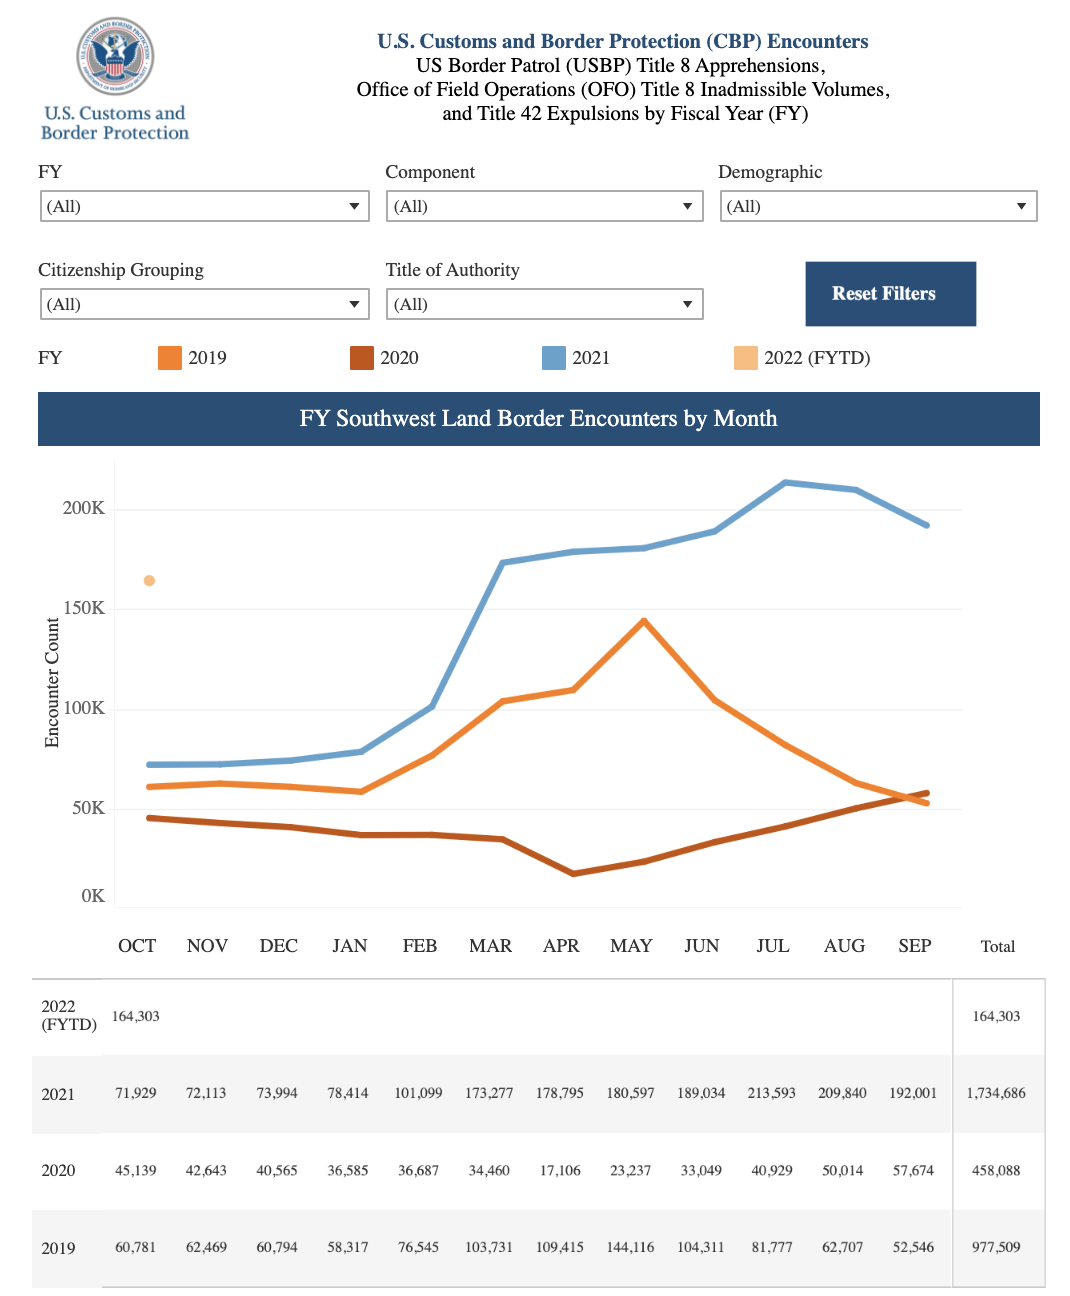 U.S. Customs and
Border Protection
U.S. Customs and Border Protection (CBP) Encounters
US Border Patrol (USBP) Title 8 Apprehensions,
Office of Field Operations (OFO) Title 8 Inadmissible Volumes,
and Title 42 Expulsions by Fiscal Year (FY)
FY Component Demographic
(All) (All) (All)
Citizenship Grouping Title of Authority
(All) (All) Reset Filters
FY 2019 2020 2021 2022 (FYTD)
FY Southwest Land Border Encounters by Month
Encounter Count
200K
150K
100K
50K
0K
OCT NOV DEC JAN FEB MAR APR MAY JUN JUL AUG SEP Total
2022
(FYTD) 164,303 164,303
2021 71,929 72,113 73,994 78,414 101,099 173,277 178,795 180,597 189,034 213,593 209,840 192,001 1,734,686
2020 45,139 42,643 40,565 36,585 36,687 34,460 17,106 23,237 33,049 40,929 50,014 57,674 458,088
2019 60,781 62,469 60,794 58,317 76,545 103,731 109,415 144,116 104,311 81,777 62,707 52,546 977,509